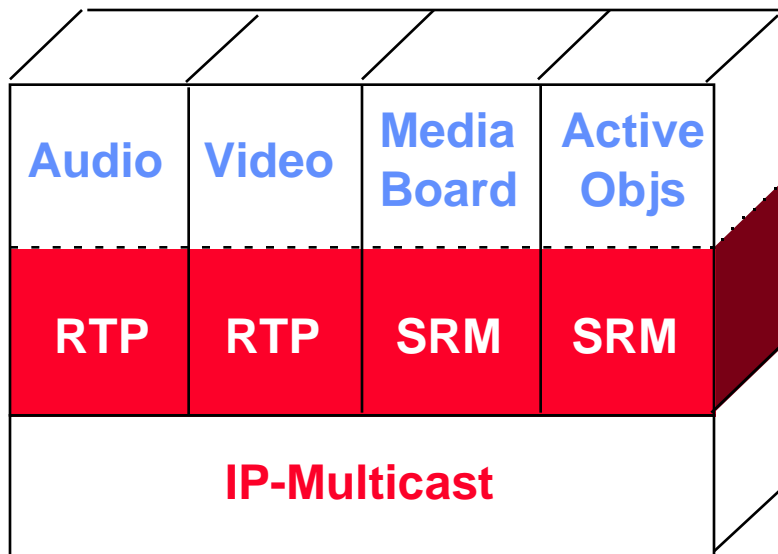 Audio
Video
Media
Board
Active
Objs
RTP
RTP
SRM
SRM
IP-Multicast